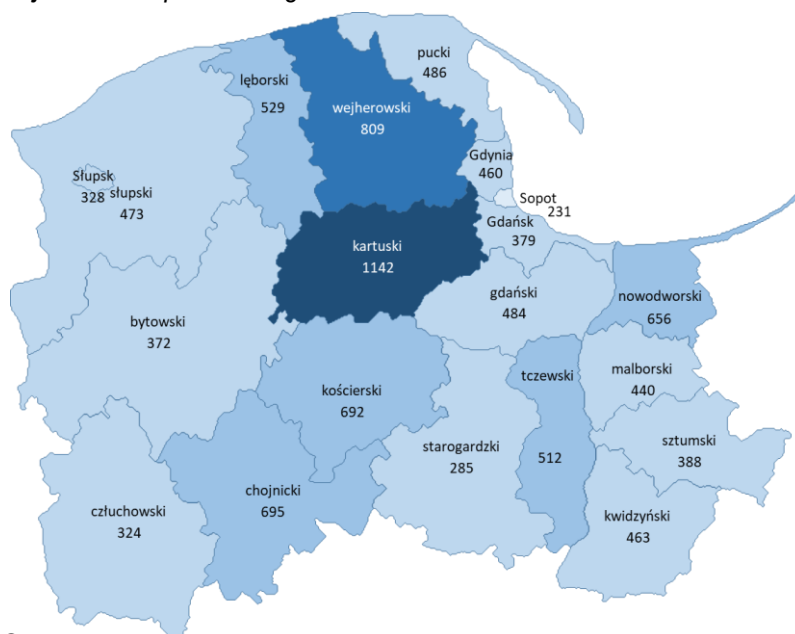 pucki
486
lęborski
529
wejherowski
809
Gdynia
460
Słupsk
328
słupski
473
Sopot
231
Gdańsk
379
kartuski
1142
gdański
484
nowodworski
656
bytowski
372
kościerski
692
tczewski
512
malborski
440
starogardzki
285
sztumski
388
chojnicki
695
człuchowski
324
kwidzyński
463